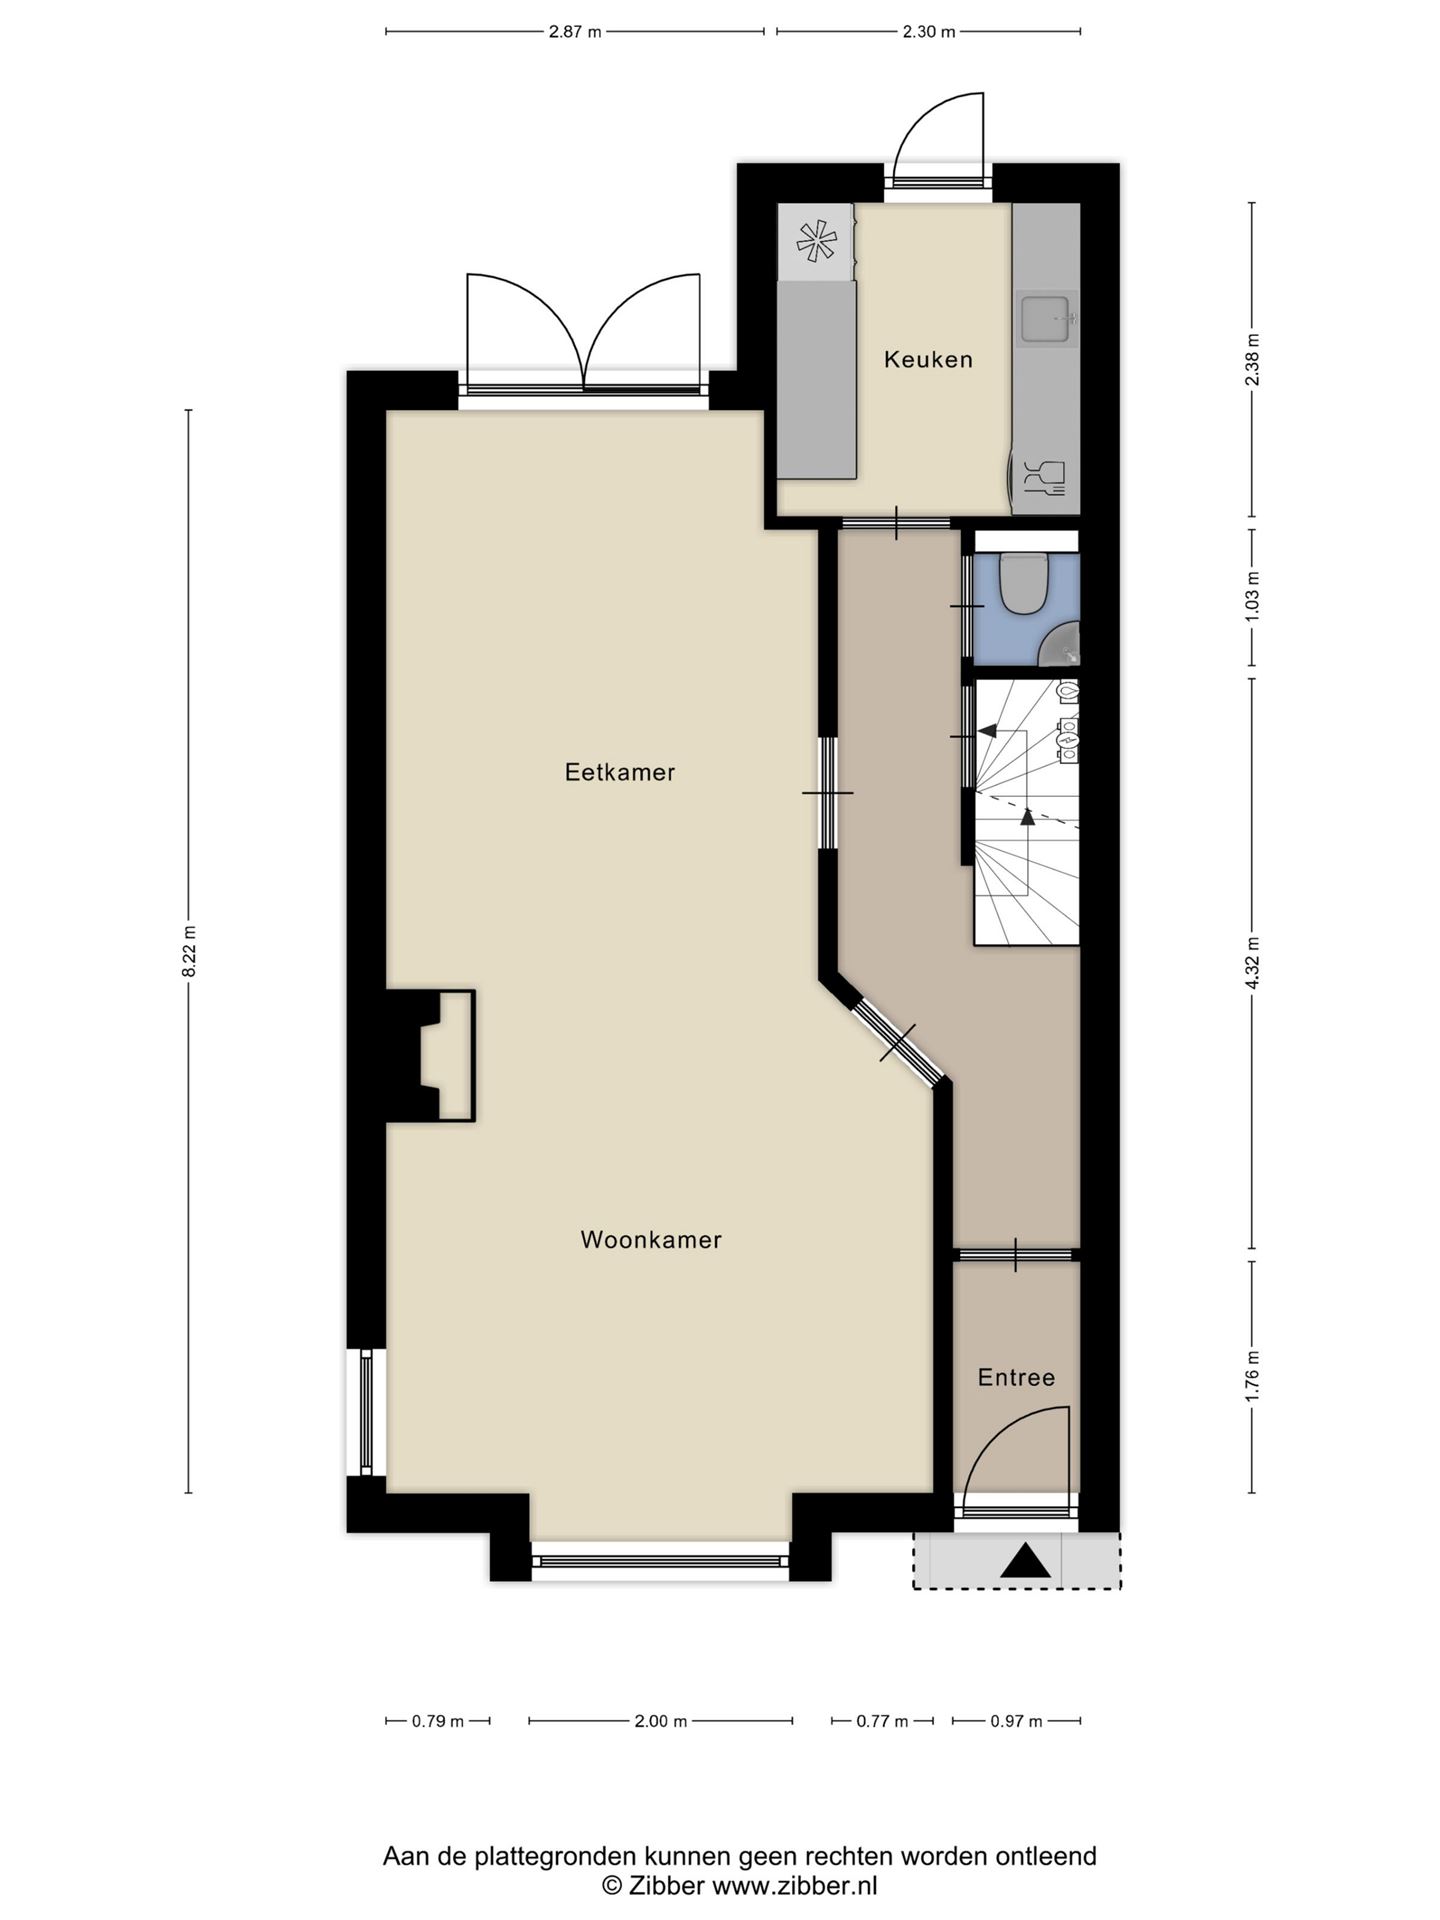 2.87 m
2.30 m
Keuken
2.38 m
1.03 m
Eetkamer
8.22 m
4.32 m
Woonkamer
Entree
1.76 m
0.79 m
2.00 m
0.77 m
0.97 m
Aan de plattegronden kunnen geen rechten worden ontleend
© Zibber www.zibber.nl